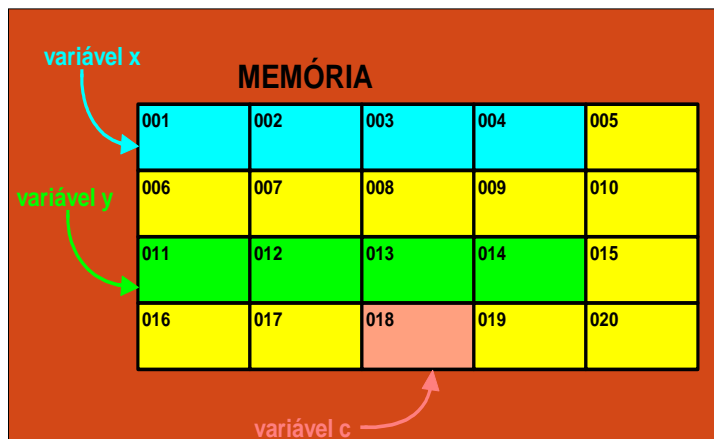 variável x
MEMÓRIA
001 002 003 004 005
006 007 008 009 010
variável y
011 012 013 014 015
016 017 018 019 020
variável c